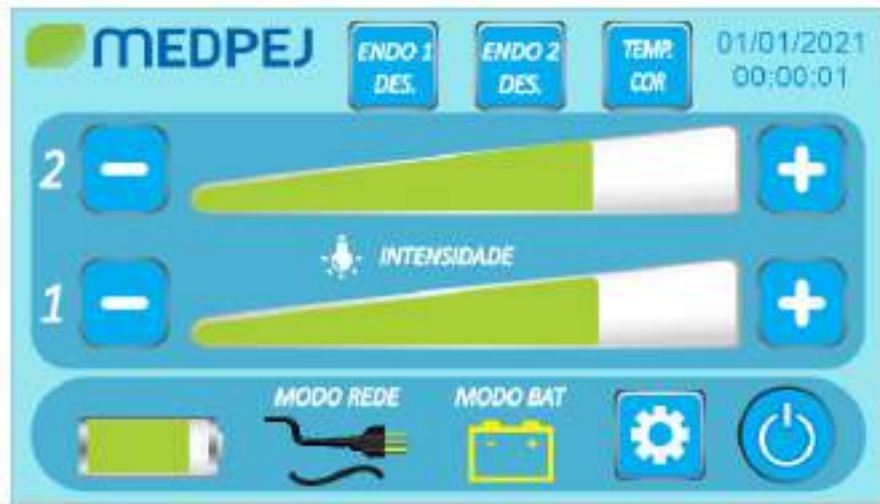 MEDPEJ
ENDO 1
DES.
ENDO 2
DES.
TEMP.
COR
01/01/2021
00:00:01
2
INTENSIDADE
1
MODO REDE
MODO BAT